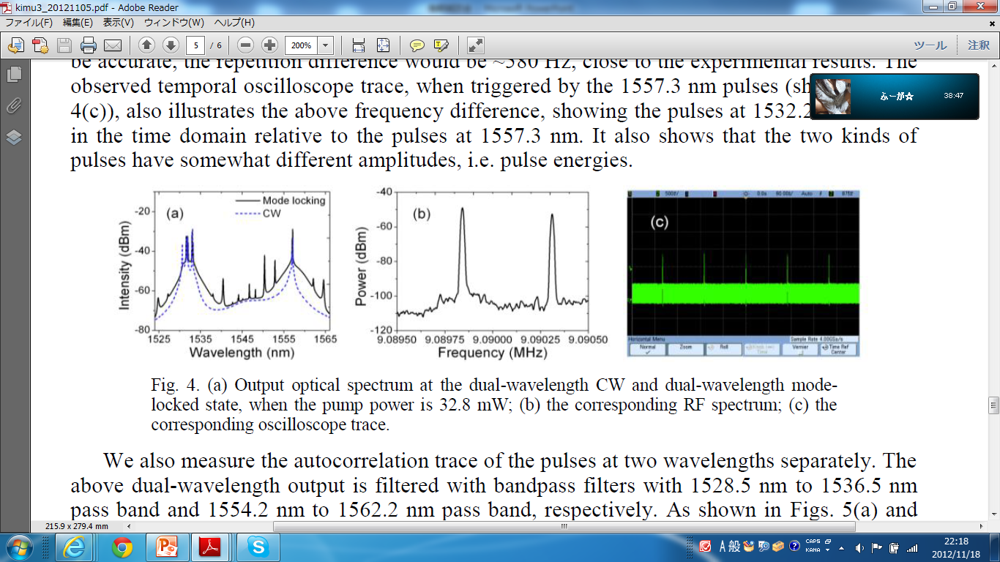 kimu3_20121105.pdf - Adobe Reader
ファイル(F) 編集(E) 表示(V) ウィンドウ(W) ヘルプ(H)
5 / 6 200% ツール 注釈
be accurate, the repetition difference would be ~580 Hz, close to the experimental results. The
observed temporal oscilloscope trace, when triggered by the 1557.3 nm pulses (sh
4(c)), also illustrates the above frequency difference, showing the pulses at 1532.2
in the time domain relative to the pulses at 1557.3 nm. It also shows that the two kinds of
pulses have somewhat different amplitudes, i.e. pulse energies.
ふーが☆ 38:47
(a)
Mode locking
CW
Intensity (dBm)
-20
-40
-60
-80
1525 1535 1545 1555 1565
Wavelength (nm)
(b)
Power (dBm)
-40
-60
-80
-100
-120
9.08950 9.08975 9.09000 9.09025 9.09050
Frequency (MHz)
(c)
Horizontal Menu Sample Rate 4.00GSa/s
Normal Zoom Roll Vernier Time Ref
Center
Fig. 4. (a) Output optical spectrum at the dual-wavelength CW and dual-wavelength mode-
locked state, when the pump power is 32.8 mW; (b) the corresponding RF spectrum; (c) the
corresponding oscilloscope trace.
We also measure the autocorrelation trace of the pulses at two wavelengths separately. The
above dual-wavelength output is filtered with bandpass filters with 1528.5 nm to 1536.5 nm
pass band and 1554.2 nm to 1562.2 nm pass band, respectively. As shown in Figs. 5(a) and
215.9 x 279.4 mm
A 般 CAPS KANA 22:18
2012/11/18